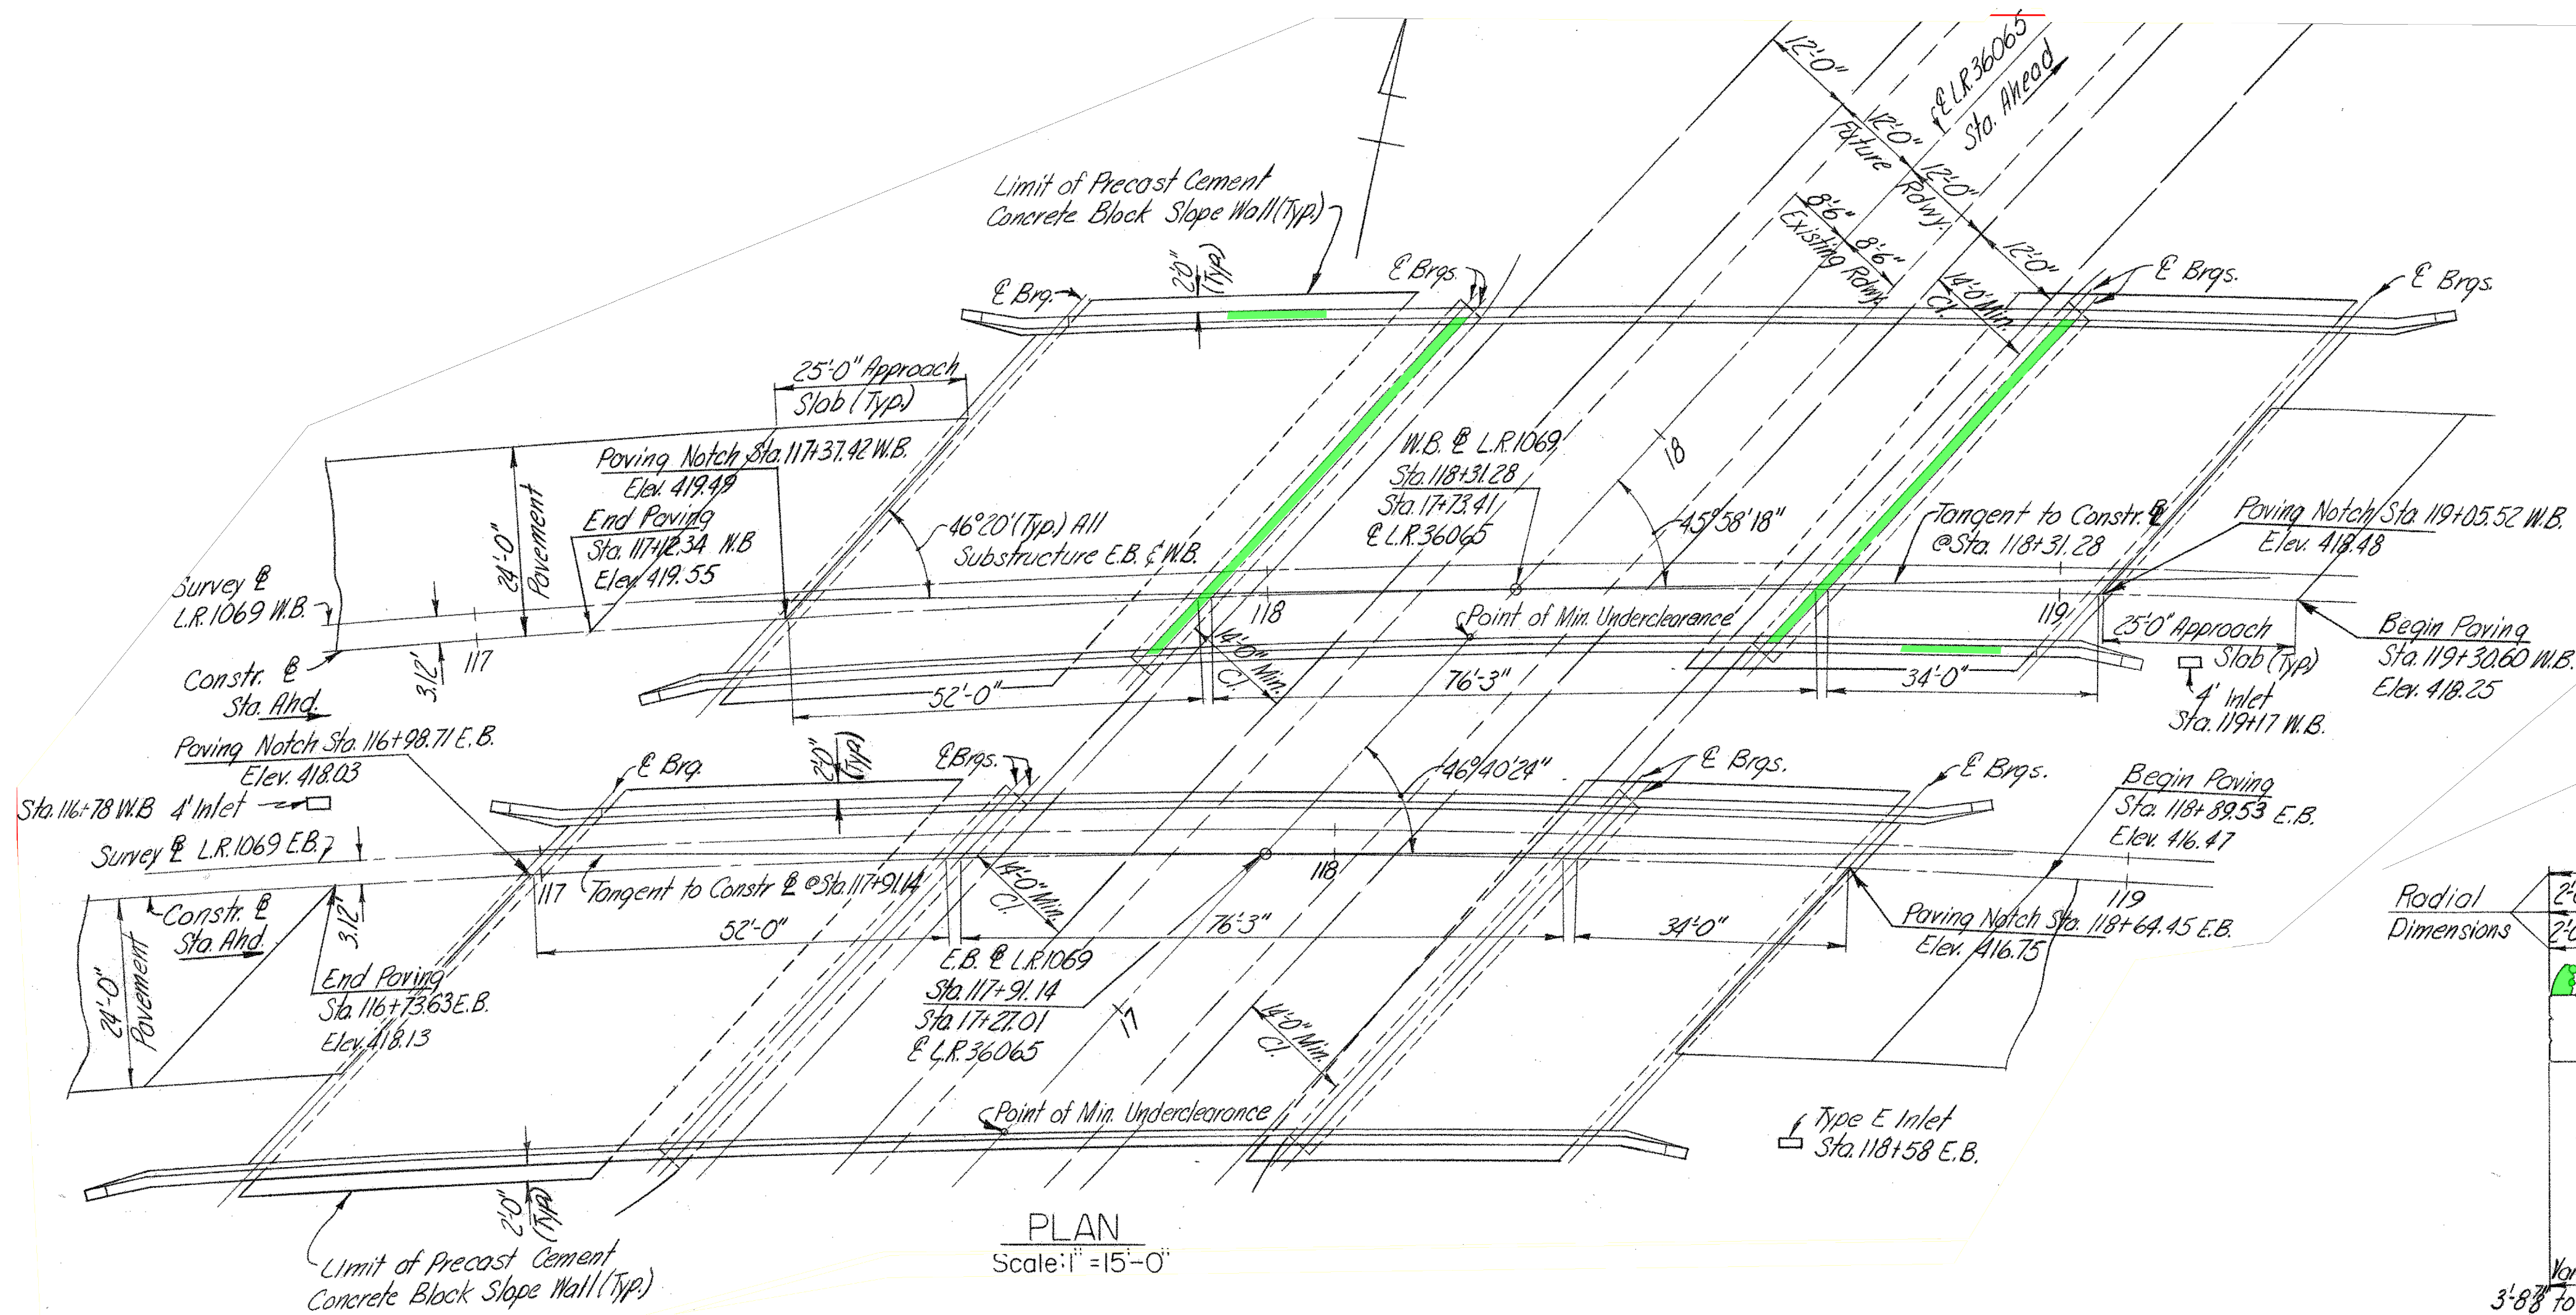 12'-0"
12'-0"
12'-0"
12'-0"
Future Rdwy.
℄ L.R. 36065
Sta. Ahead
8'-6"
8'-6"
Existing Rdwy.
14'-0" Min.
Cl.
Limit of Precast Cement
Concrete Block Slope Wall (Typ.)
2'-0"
(Typ.)
℄ Brg.
℄ Brgs.
℄ Brgs.
℄ Brgs.
25'-0" Approach
Slab (Typ.)
Paving Notch Sta. 117+37.42 W.B.
Elev. 419.49
End Paving
Sta. 117+12.34 W.B
Elev. 419.55
24'-0"
Pavement
46°20' (Typ.) All
Substructure E.B. & W.B.
W.B. ℄ L.R. 1069
Sta. 118+31.28
Sta. 17+73.41
℄ L.R. 36065
18
45°58'18"
Tangent to Constr. ℄
@Sta. 118+31.28
Paving Notch Sta. 119+05.52 W.B.
Elev. 418.48
Survey ℄
L.R. 1069 W.B.
Constr. ℄
Sta. Ahd.
3.12'
117
118
119
Point of Min. Underclearance
14'-0" Min.
Cl.
52'-0"
76'-3"
34'-0"
25'-0" Approach
Slab (Typ)
4' Inlet
Sta. 119+17 W.B.
Begin Paving
Sta. 119+30.60 W.B.
Elev. 418.25
Paving Notch Sta. 116+98.71 E.B.
Elev. 418.03
Sta. 116+78 W.B 4' Inlet
Survey ℄ L.R. 1069 E.B.
℄ Brg.
2'-0"
(Typ)
℄ Brgs.
46°40'24"
℄ Brgs.
℄ Brgs.
Begin Paving
Sta. 118+89.53 E.B.
Elev. 416.47
117
Tangent to Constr ℄ @Sta. 117+91.14
118
119
Constr. ℄
Sta. Ahd.
3.12'
24'-0"
Pavement
14'-0" Min.
Cl.
52'-0"
76'-3"
34'-0"
Paving Notch Sta. 118+64.45 E.B.
Elev. 416.75
End Paving
Sta. 116+73.63 E.B.
Elev. 418.13
E.B. ℄ L.R. 1069
Sta. 117+91.14
Sta. 17+27.01
℄ L.R. 36065
17
14'-0" Min.
Cl.
Point of Min. Underclearance
Type E Inlet
Sta. 118+58 E.B.
2'-0"
(Typ)
Limit of Precast Cement
Concrete Block Slope Wall (Typ.)
PLAN
Scale: 1" = 15'-0"
Radial
Dimensions